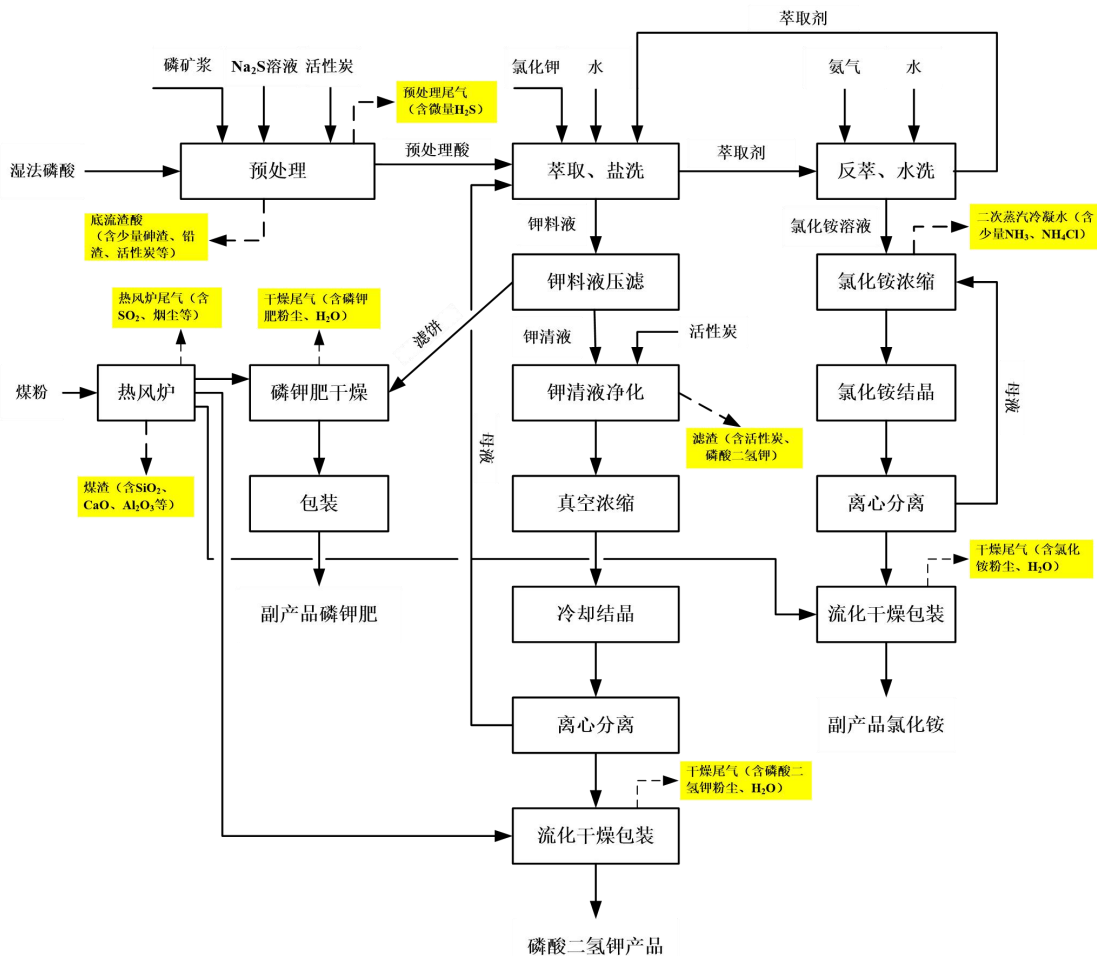 萃取剂
磷矿浆
Na₂S溶液
活性炭
预处理尾气
（含微量H₂S）
氯化钾
水
氨气
水
湿法磷酸
预处理
预处理酸
萃取、盐洗
萃取剂
反萃、水洗
底流渣酸
（含少量砷渣、铅
渣、活性炭等）
钾料液
氯化铵溶液
二次蒸汽冷凝水（含
少量NH₃、NH₄Cl）
热风炉尾气（含
SO₂、烟尘等）
干燥尾气（含磷钾
肥粉尘、H₂O）
钾料液压滤
氯化铵浓缩
滤饼
钾清液
活性炭
煤粉
热风炉
磷钾肥干燥
钾清液净化
氯化铵结晶
母液
母液
滤渣（含活性炭、
磷酸二氢钾）
煤渣（含SiO₂、
CaO、Al₂O₃等）
包装
真空浓缩
离心分离
干燥尾气（含氯化
铵粉尘、H₂O）
副产品磷钾肥
冷却结晶
流化干燥包装
离心分离
副产品氯化铵
干燥尾气（含磷酸二
氢钾粉尘、H₂O）
流化干燥包装
磷酸二氢钾产品